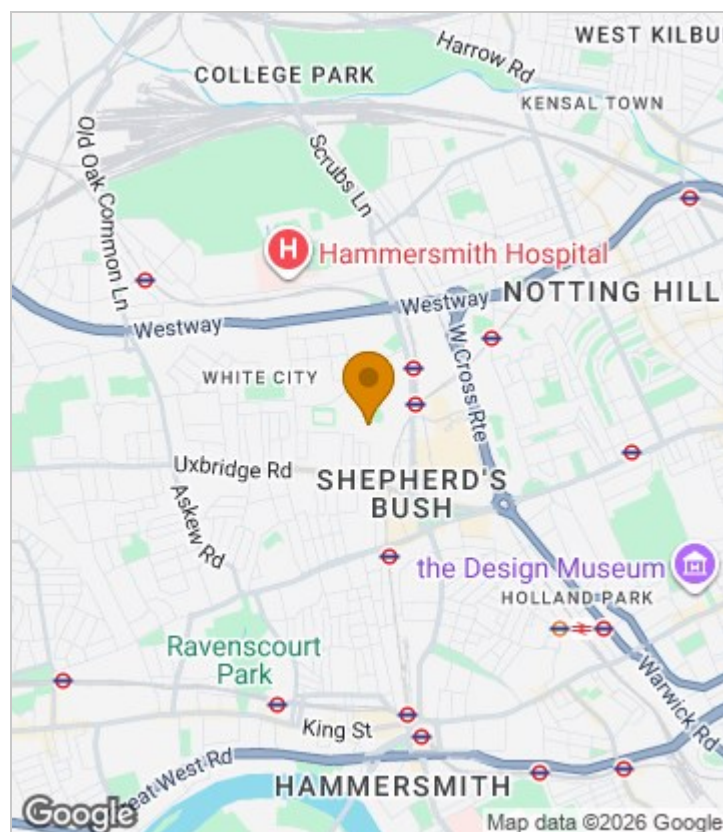 WEST KILBU
Harrow Rd
COLLEGE PARK
KENSAL TOWN
Old Oak Common Ln
Scrubs Ln
H
Hammersmith Hospital
NOTTING HILL
Westway
Westway
W Cross Rte
WHITE CITY
Uxbridge Rd
SHEPHERD'S
BUSH
Askew Rd
the Design Museum
HOLLAND PARK
Ravenscourt
Park
Warwick Rd
King St
eat West Rd
HAMMERSMITH
Google
Map data ©2026 Google